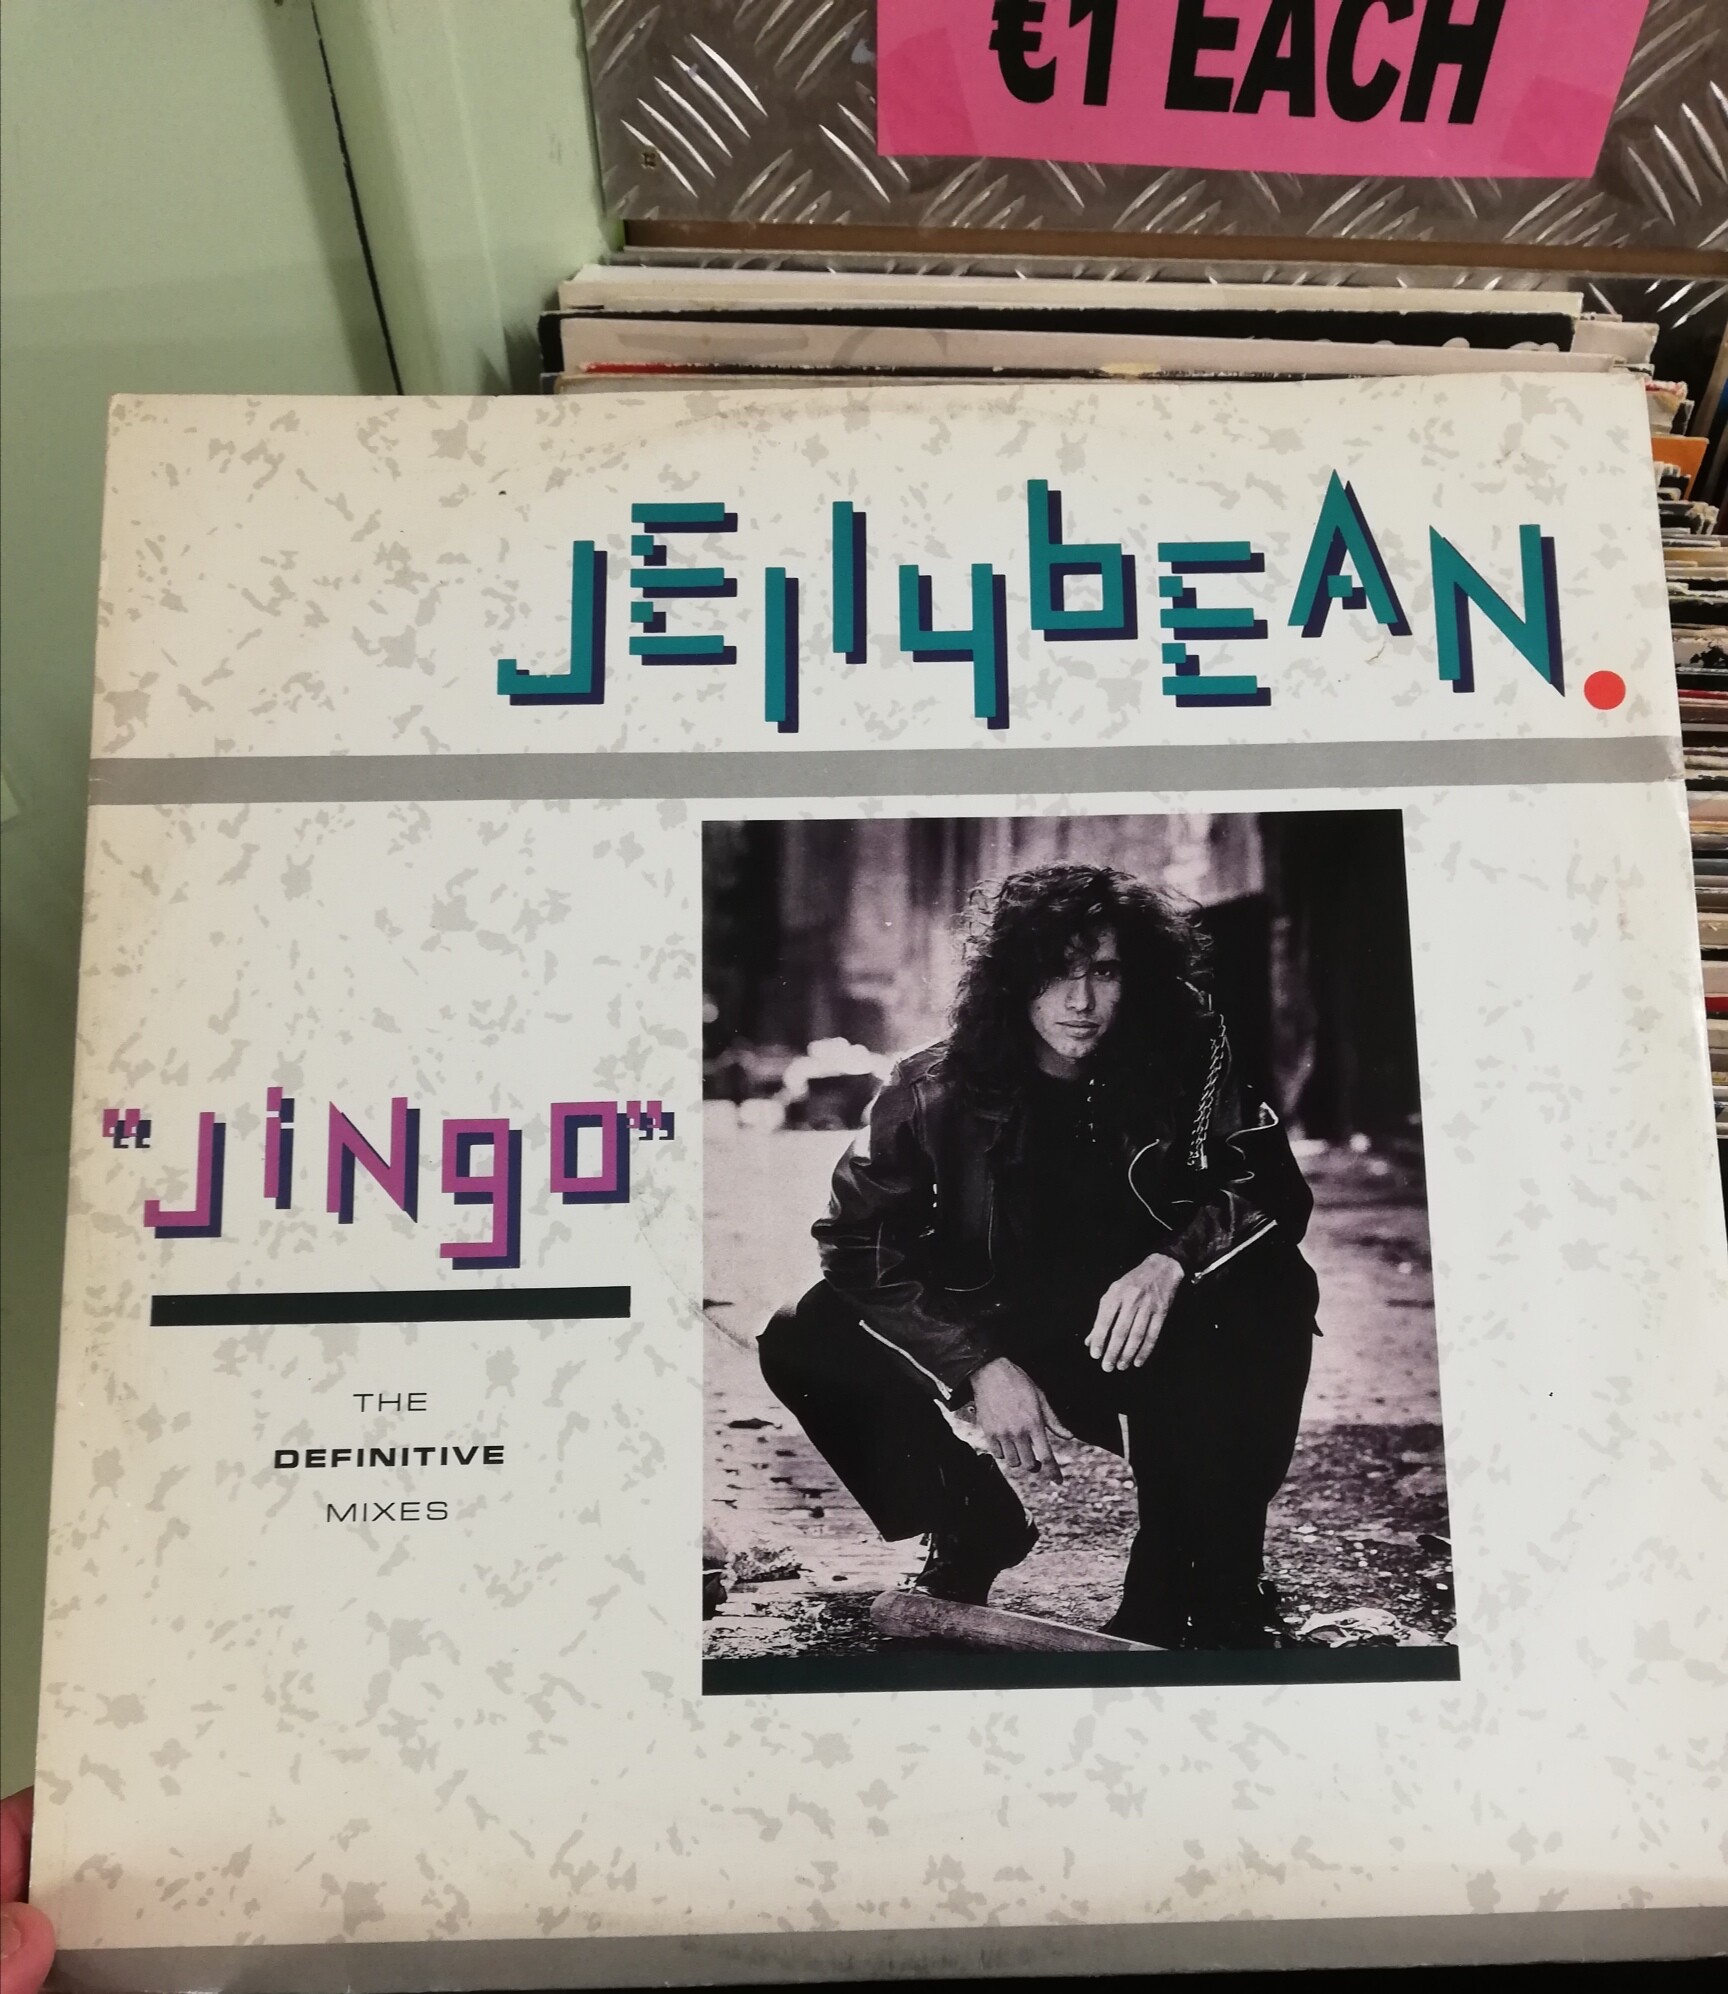 €1 EACH
JEllybEAN.
"JiNgO"
THE
DEFINITIVE
MIXES